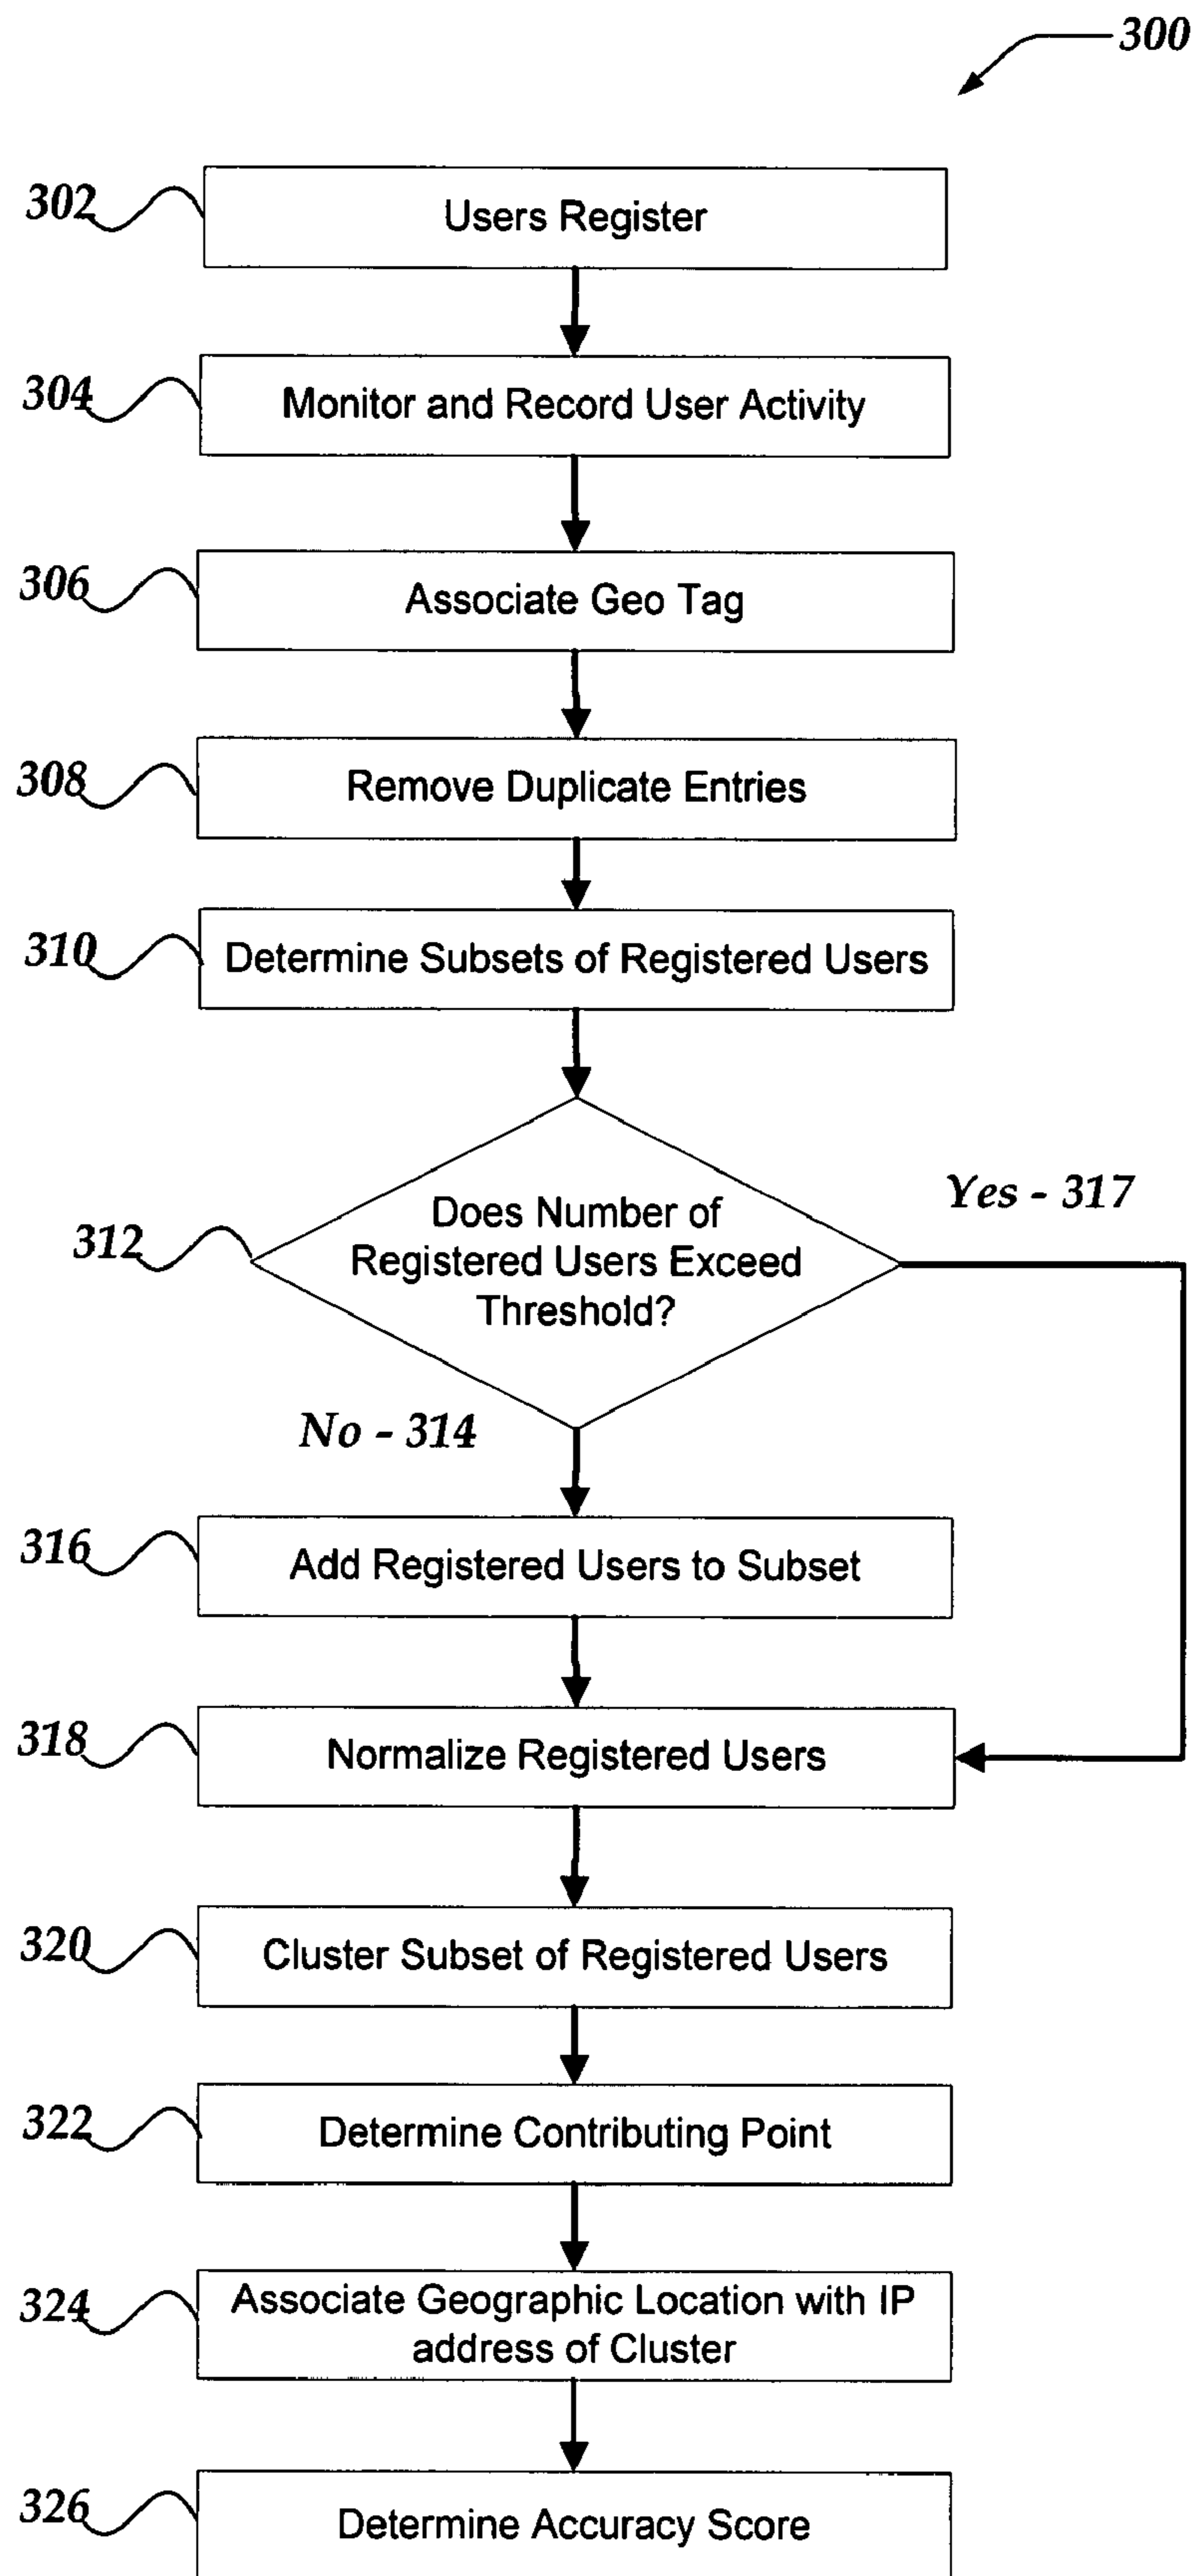 300
302
Users Register
304
Monitor and Record User Activity
306
Associate Geo Tag
308
Remove Duplicate Entries
310
Determine Subsets of Registered Users
312
Does Number of
Registered Users Exceed
Threshold?
Yes - 317
No - 314
316
Add Registered Users to Subset
318
Normalize Registered Users
320
Cluster Subset of Registered Users
322
Determine Contributing Point
324
Associate Geographic Location with IP
address of Cluster
326
Determine Accuracy Score